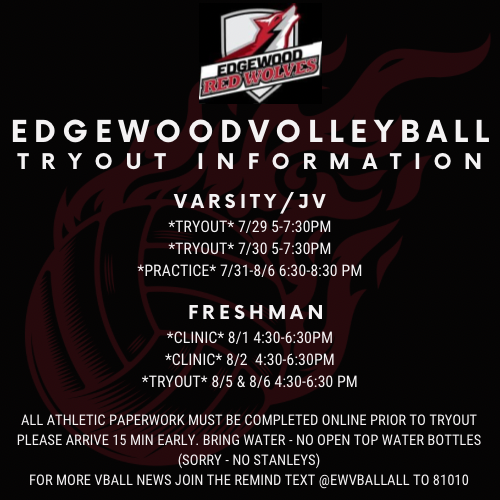 EDGEWOOD
RED WOLVES
EDGEWOODVOLLEYBALL
TRYOUT INFORMATION
VARSITY/JV
*TRYOUT* 7/29 5-7:30PM
*TRYOUT* 7/30 5-7:30PM
*PRACTICE* 7/31-8/6 6:30-8:30 PM
FRESHMAN
*CLINIC* 8/1 4:30-6:30PM
*CLINIC* 8/2 4:30-6:30PM
*TRYOUT* 8/5 & 8/6 4:30-6:30 PM
ALL ATHLETIC PAPERWORK MUST BE COMPLETED ONLINE PRIOR TO TRYOUT
PLEASE ARRIVE 15 MIN EARLY. BRING WATER - NO OPEN TOP WATER BOTTLES
(SORRY - NO STANLEYS)
FOR MORE VBALL NEWS JOIN THE REMIND TEXT @EWVBALLALL TO 81010